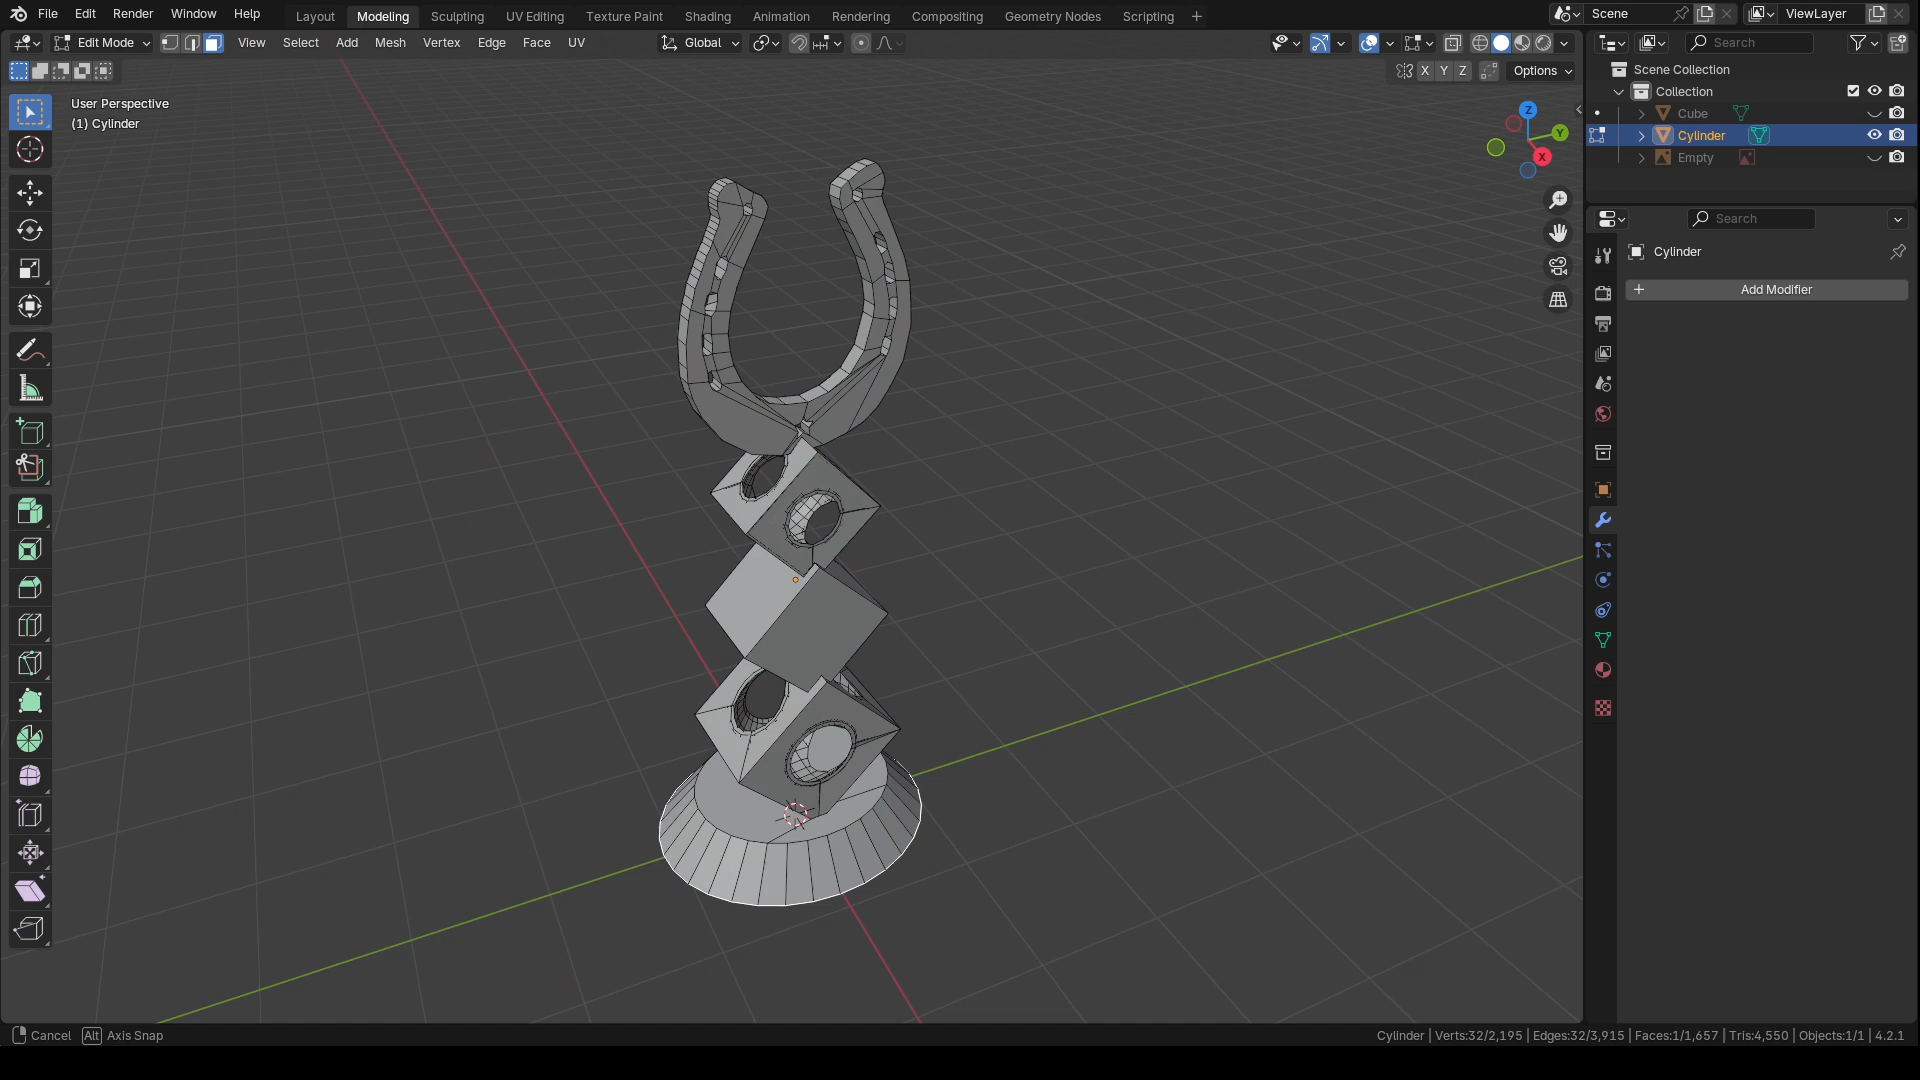 File Edit Render Window Help Layout Modeling Sculpting UV Editing Texture Paint Shading Animation Rendering Compositing Geometry Nodes Scripting + Scene ViewLayer
Edit Mode View Select Add Mesh Vertex Edge Face UV Global Search
X Y Z Options
Scene Collection
Collection
Cube
Cylinder
Empty
User Perspective
(1) Cylinder
Z
Y
X
Search
Cylinder
+ Add Modifier
Cancel Alt Axis Snap
Cylinder | Verts:32/2,195 | Edges:32/3,915 | Faces:1/1,657 | Tris:4,550 | Objects:1/1 | 4.2.1